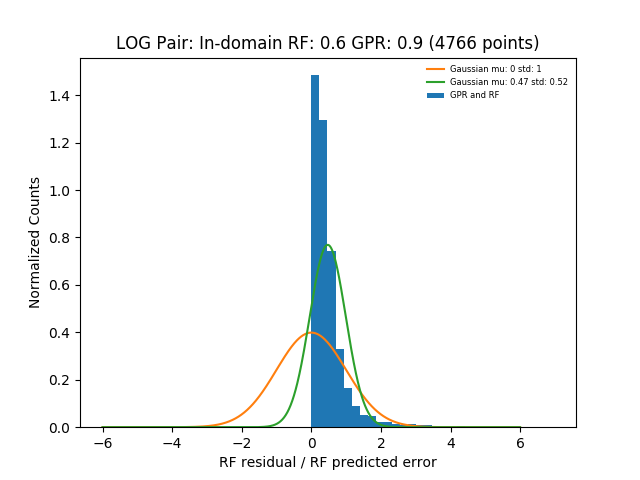 LOG Pair: In-domain RF: 0.6 GPR: 0.9 (4766 points)
Gaussian mu: 0 std: 1
Gaussian mu: 0.47 std: 0.52
GPR and RF
Normalized Counts
1.4
1.2
1.0
0.8
0.6
0.4
0.2
0.0
−6 −4 −2 0 2 4 6
RF residual / RF predicted error